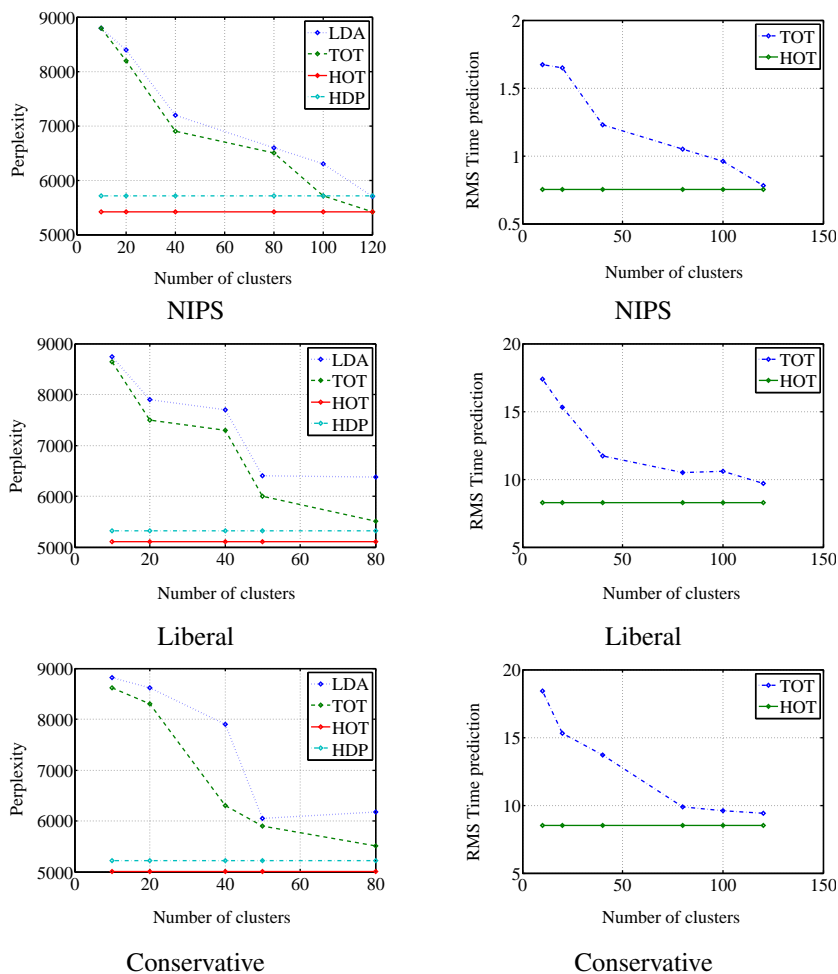 9000
8000
7000
6000
5000
0 20 40 60 80 100 120
Perplexity
Number of clusters
LDA
TOT
HOT
HDP
NIPS
2
1.5
1
0.5
0 50 100 150
RMS Time prediction
Number of clusters
TOT
HOT
NIPS
9000
8000
7000
6000
5000
0 20 40 60 80
Perplexity
Number of clusters
LDA
TOT
HOT
HDP
Liberal
20
15
10
5
0 50 100 150
RMS Time prediction
Number of clusters
TOT
HOT
Liberal
9000
8000
7000
6000
5000
0 20 40 60 80
Perplexity
Number of clusters
LDA
TOT
HOT
HDP
Conservative
20
15
10
5
0 50 100 150
RMS Time prediction
Number of clusters
TOT
HOT
Conservative